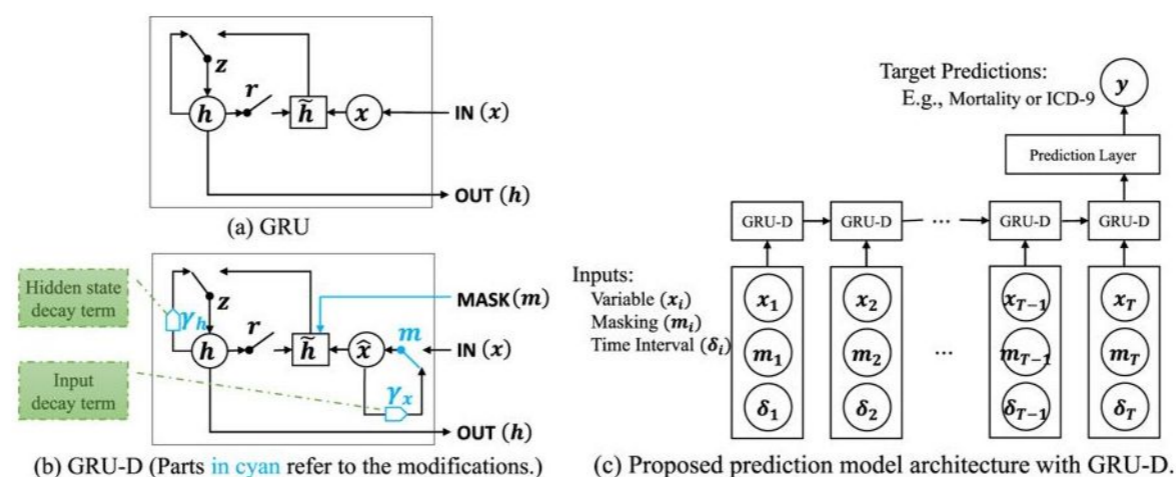 z
r
h
h̃
x
IN (x)
OUT (h)
(a) GRU
Hidden state
decay term
Input
decay term
z
γh
r
h
h̃
x̂
m
γx
MASK (m)
IN (x)
OUT (h)
(b) GRU-D (Parts in cyan refer to the modifications.)
Target Predictions:
E.g., Mortality or ICD-9
y
Prediction Layer
GRU-D GRU-D ... GRU-D GRU-D
Inputs:
Variable (xi)
Masking (mi)
Time Interval (δi)
x1 x2 xT−1 xT
m1 m2 ... mT−1 mT
δ1 δ2 δT−1 δT
(c) Proposed prediction model architecture with GRU-D.